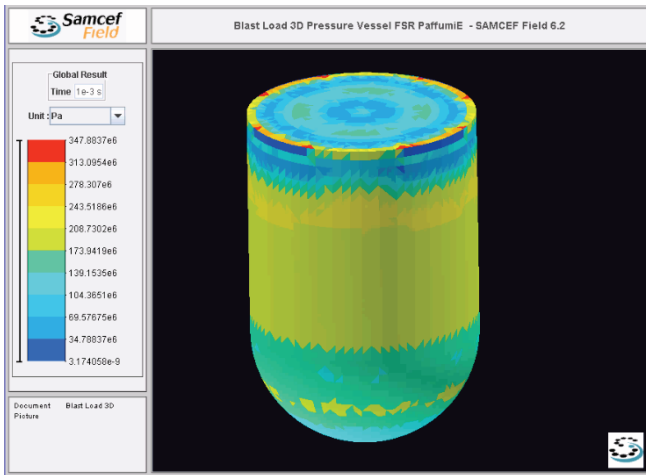 Samcef
Field
Blast Load 3D Pressure Vessel FSR PaffumiE - SAMCEF Field 6.2
Global Result
Time 1e-3 s
Unit : Pa
347.8837e6
313.0954e6
278.307e6
243.5186e6
208.7302e6
173.9419e6
139.1535e6
104.3651e6
69.57675e6
34.78837e6
3.174058e-9
Document Blast Load 3D
Picture